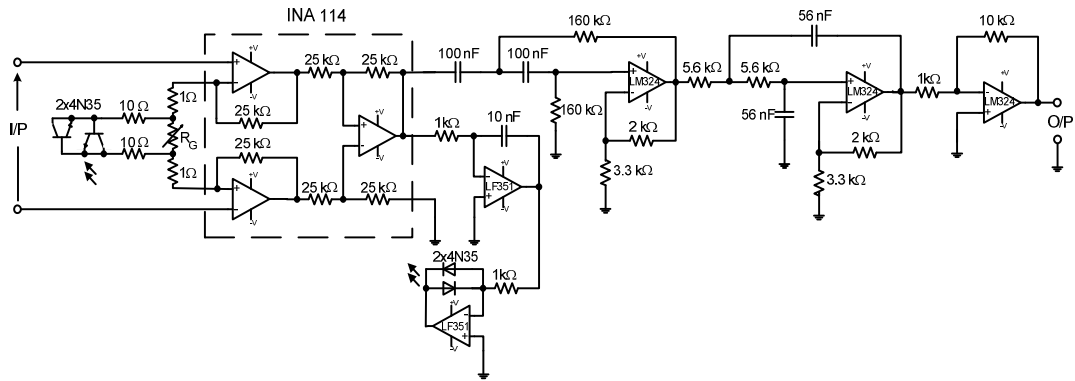 INA 114
I/P
2x4N35
10 Ω
10 Ω
1Ω
R_G
1Ω
+
-
+V
-V
25 kΩ
25 kΩ
-
+
+V
-V
25 kΩ
25 kΩ
+
-
+V
-V
25 kΩ
25 kΩ
100 nF
100 nF
1kΩ
10 nF
-
+
+V
LF351
-V
2x4N35
1kΩ
+V
-
LF351
+
-V
160 kΩ
160 kΩ
+
-
+V
LM324
-V
2 kΩ
3.3 kΩ
5.6 kΩ
5.6 kΩ
56 nF
56 nF
+
-
+V
LM324
-V
2 kΩ
3.3 kΩ
1kΩ
10 kΩ
-
+
+V
LM324
-V
O/P